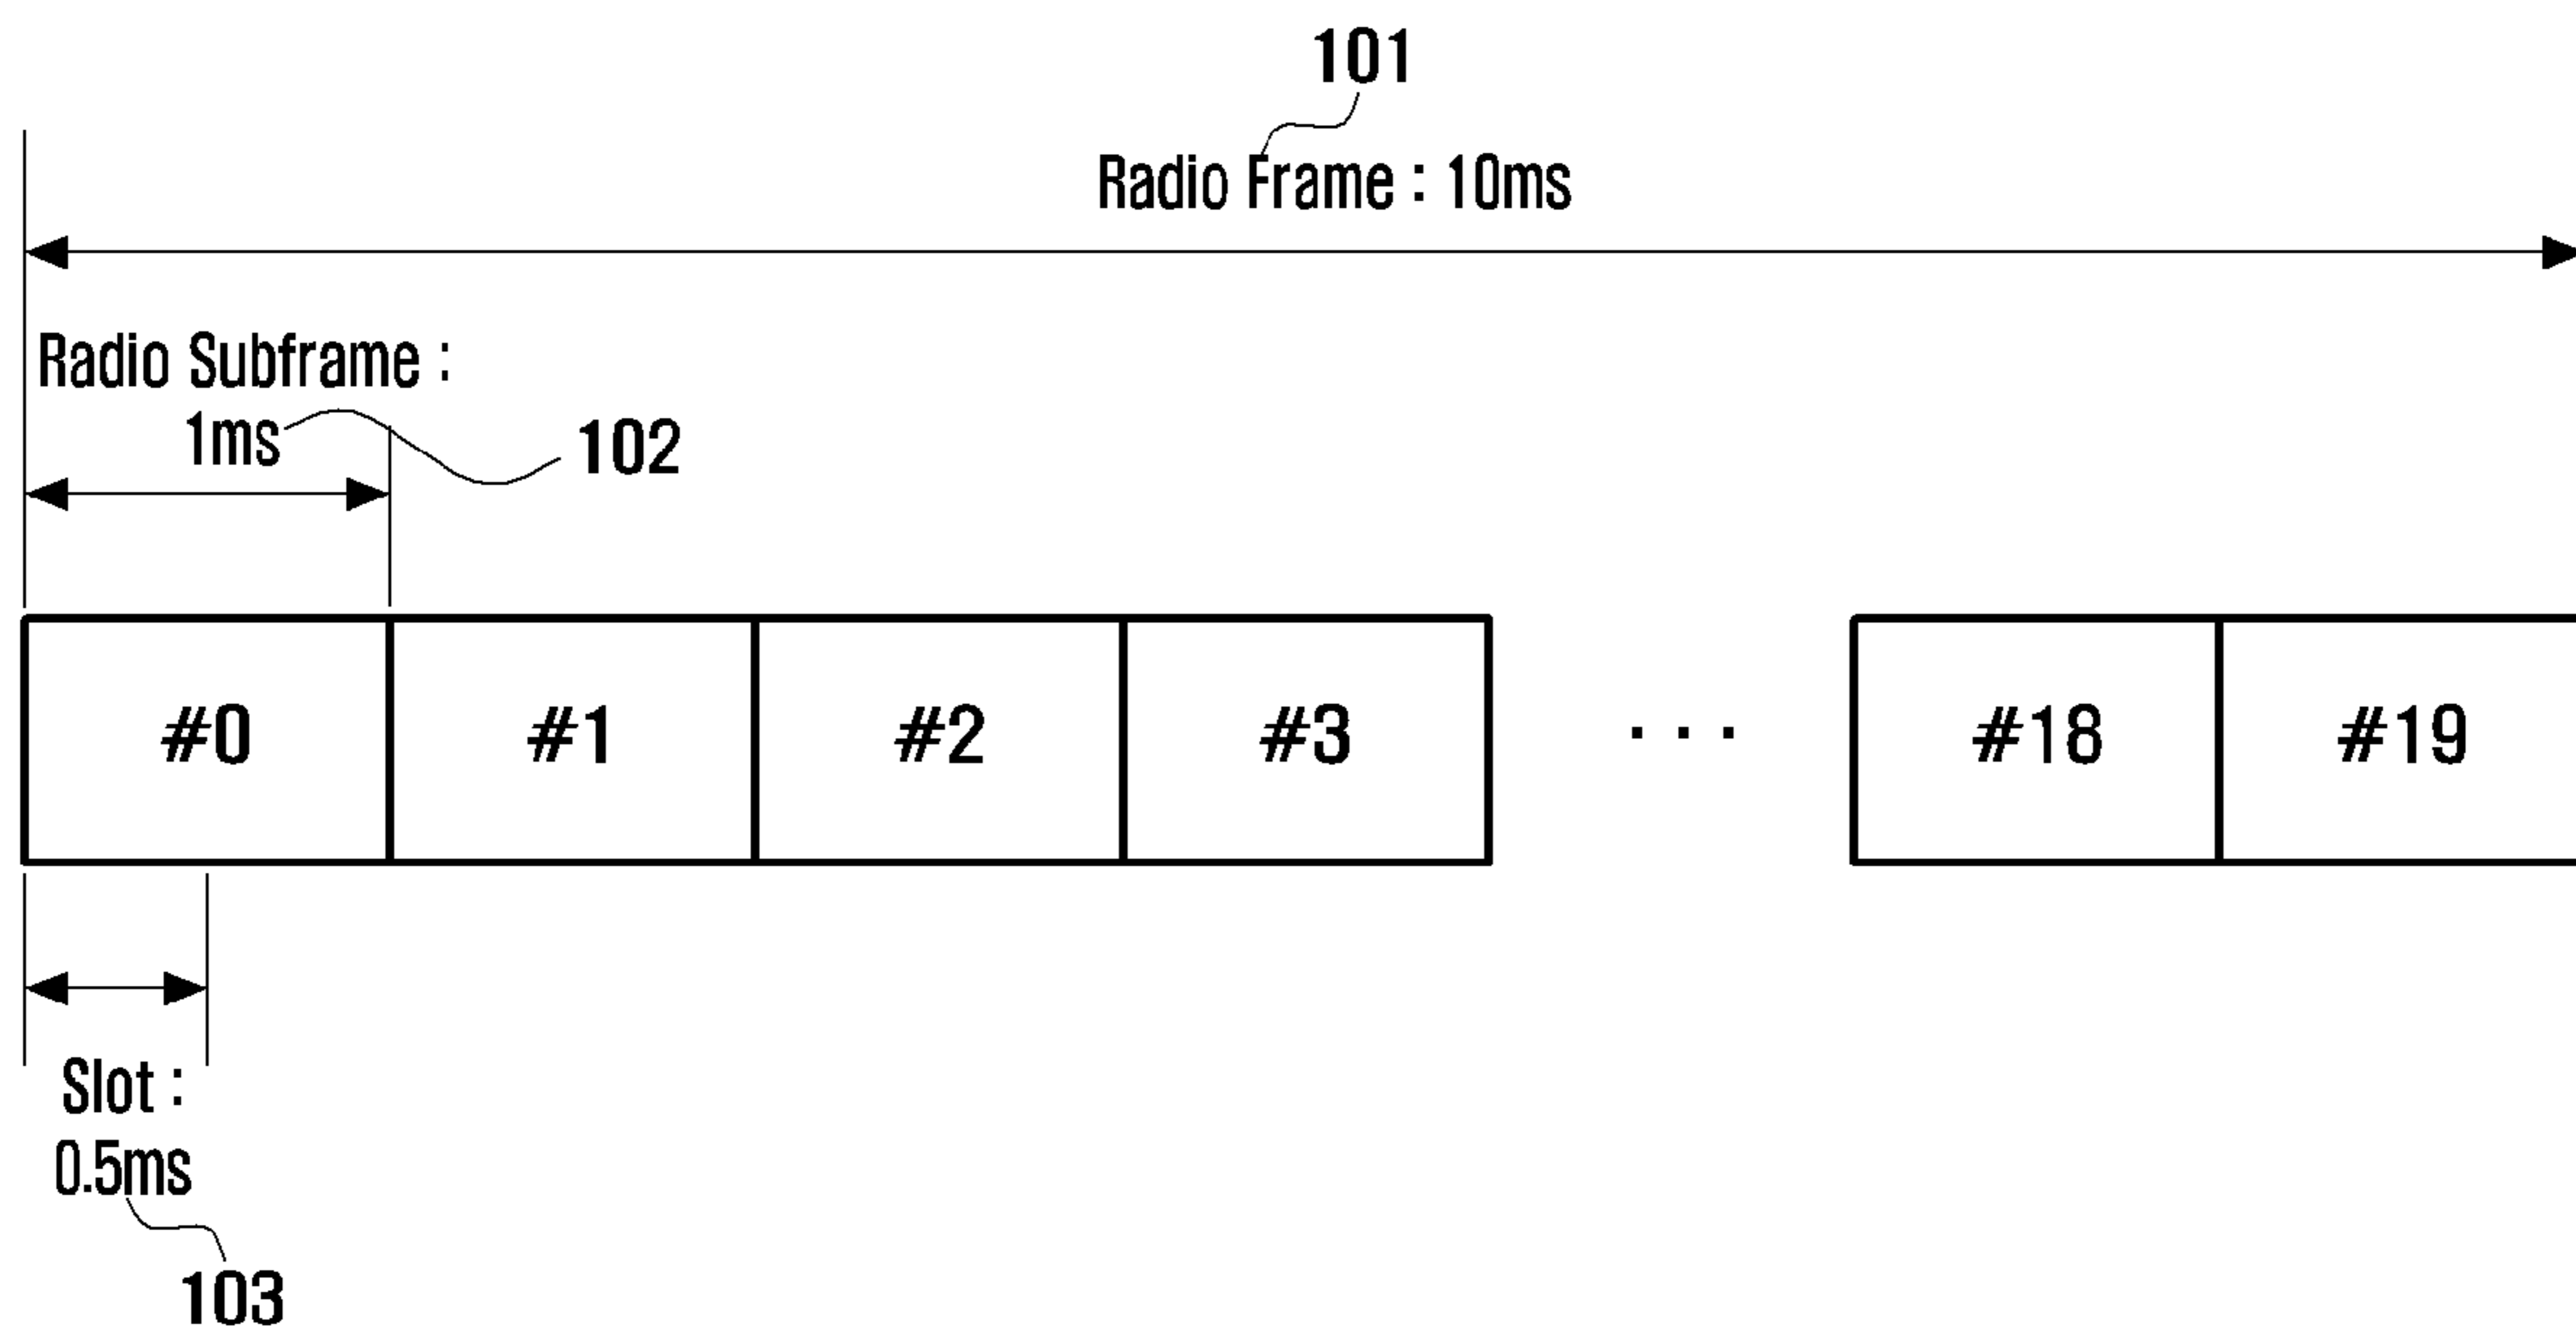 101
Radio Frame : 10ms
Radio Subframe :
1ms
102
#0 #1 #2 #3 ... #18 #19
Slot :
0.5ms
103